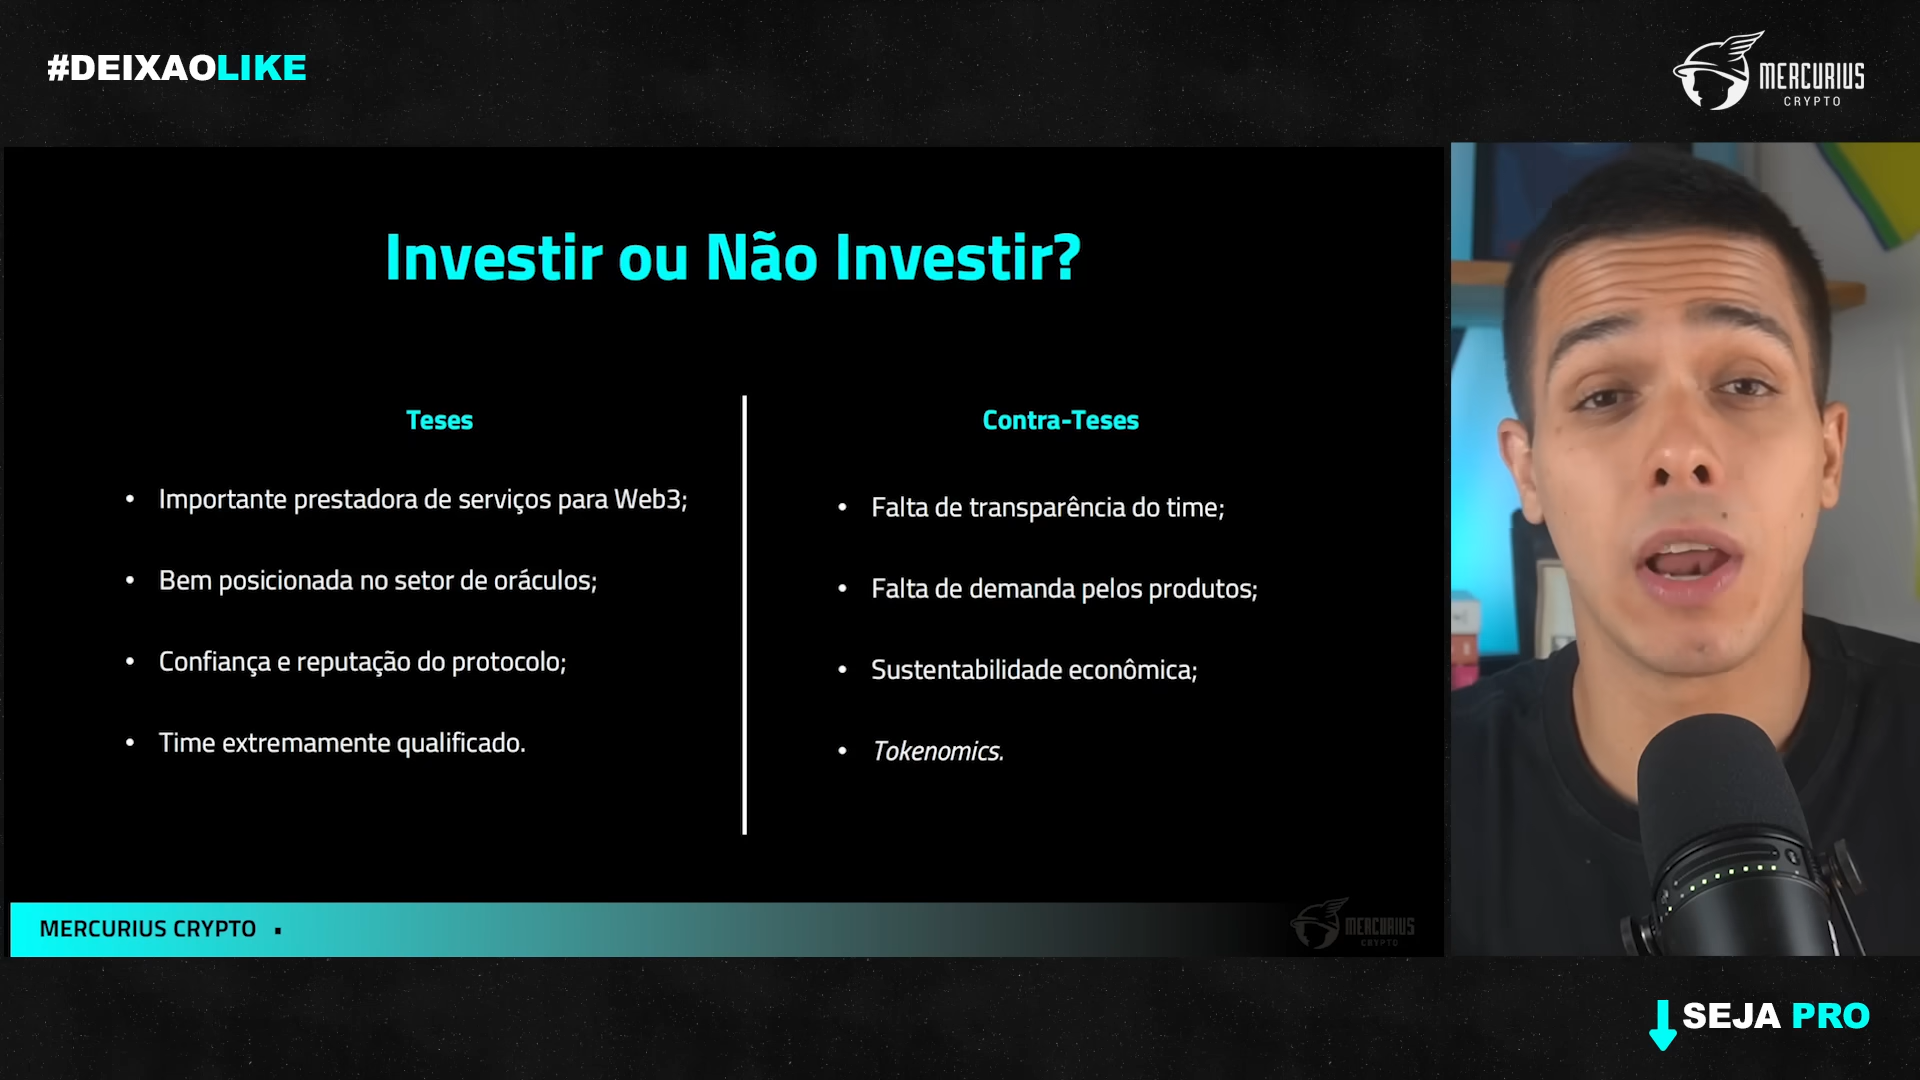 #DEIXAOLIKE
MERCURIUS
CRYPTO
Investir ou Não Investir?
Teses
• Importante prestadora de serviços para Web3;
• Bem posicionada no setor de oráculos;
• Confiança e reputação do protocolo;
• Time extremamente qualificado.
Contra-Teses
• Falta de transparência do time;
• Falta de demanda pelos produtos;
• Sustentabilidade econômica;
• Tokenomics.
MERCURIUS CRYPTO
MERCURIUS
CRYPTO
SEJA PRO